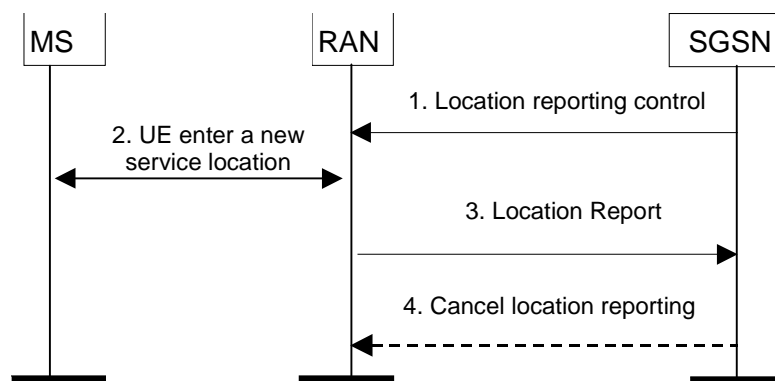 MS
RAN
SGSN
1. Location reporting control
2. UE enter a new
service location
3. Location Report
4. Cancel location reporting